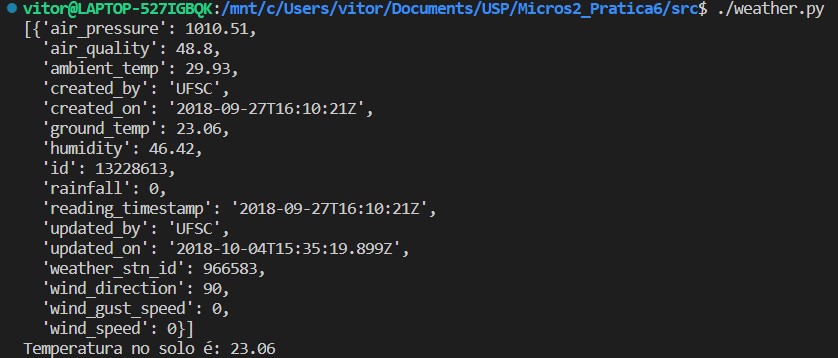 vitor@LAPTOP-527IGBQK:/mnt/c/Users/vitor/Documents/USP/Micros2_Pratica6/src$ ./weather.py
[{'air_pressure': 1010.51,
'air_quality': 48.8,
'ambient_temp': 29.93,
'created_by': 'UFSC',
'created_on': '2018-09-27T16:10:21Z',
'ground_temp': 23.06,
'humidity': 46.42,
'id': 13228613,
'rainfall': 0,
'reading_timestamp': '2018-09-27T16:10:21Z',
'updated_by': 'UFSC',
'updated_on': '2018-10-04T15:35:19.899Z',
'weather_stn_id': 966583,
'wind_direction': 90,
'wind_gust_speed': 0,
'wind_speed': 0}]
Temperatura no solo é: 23.06